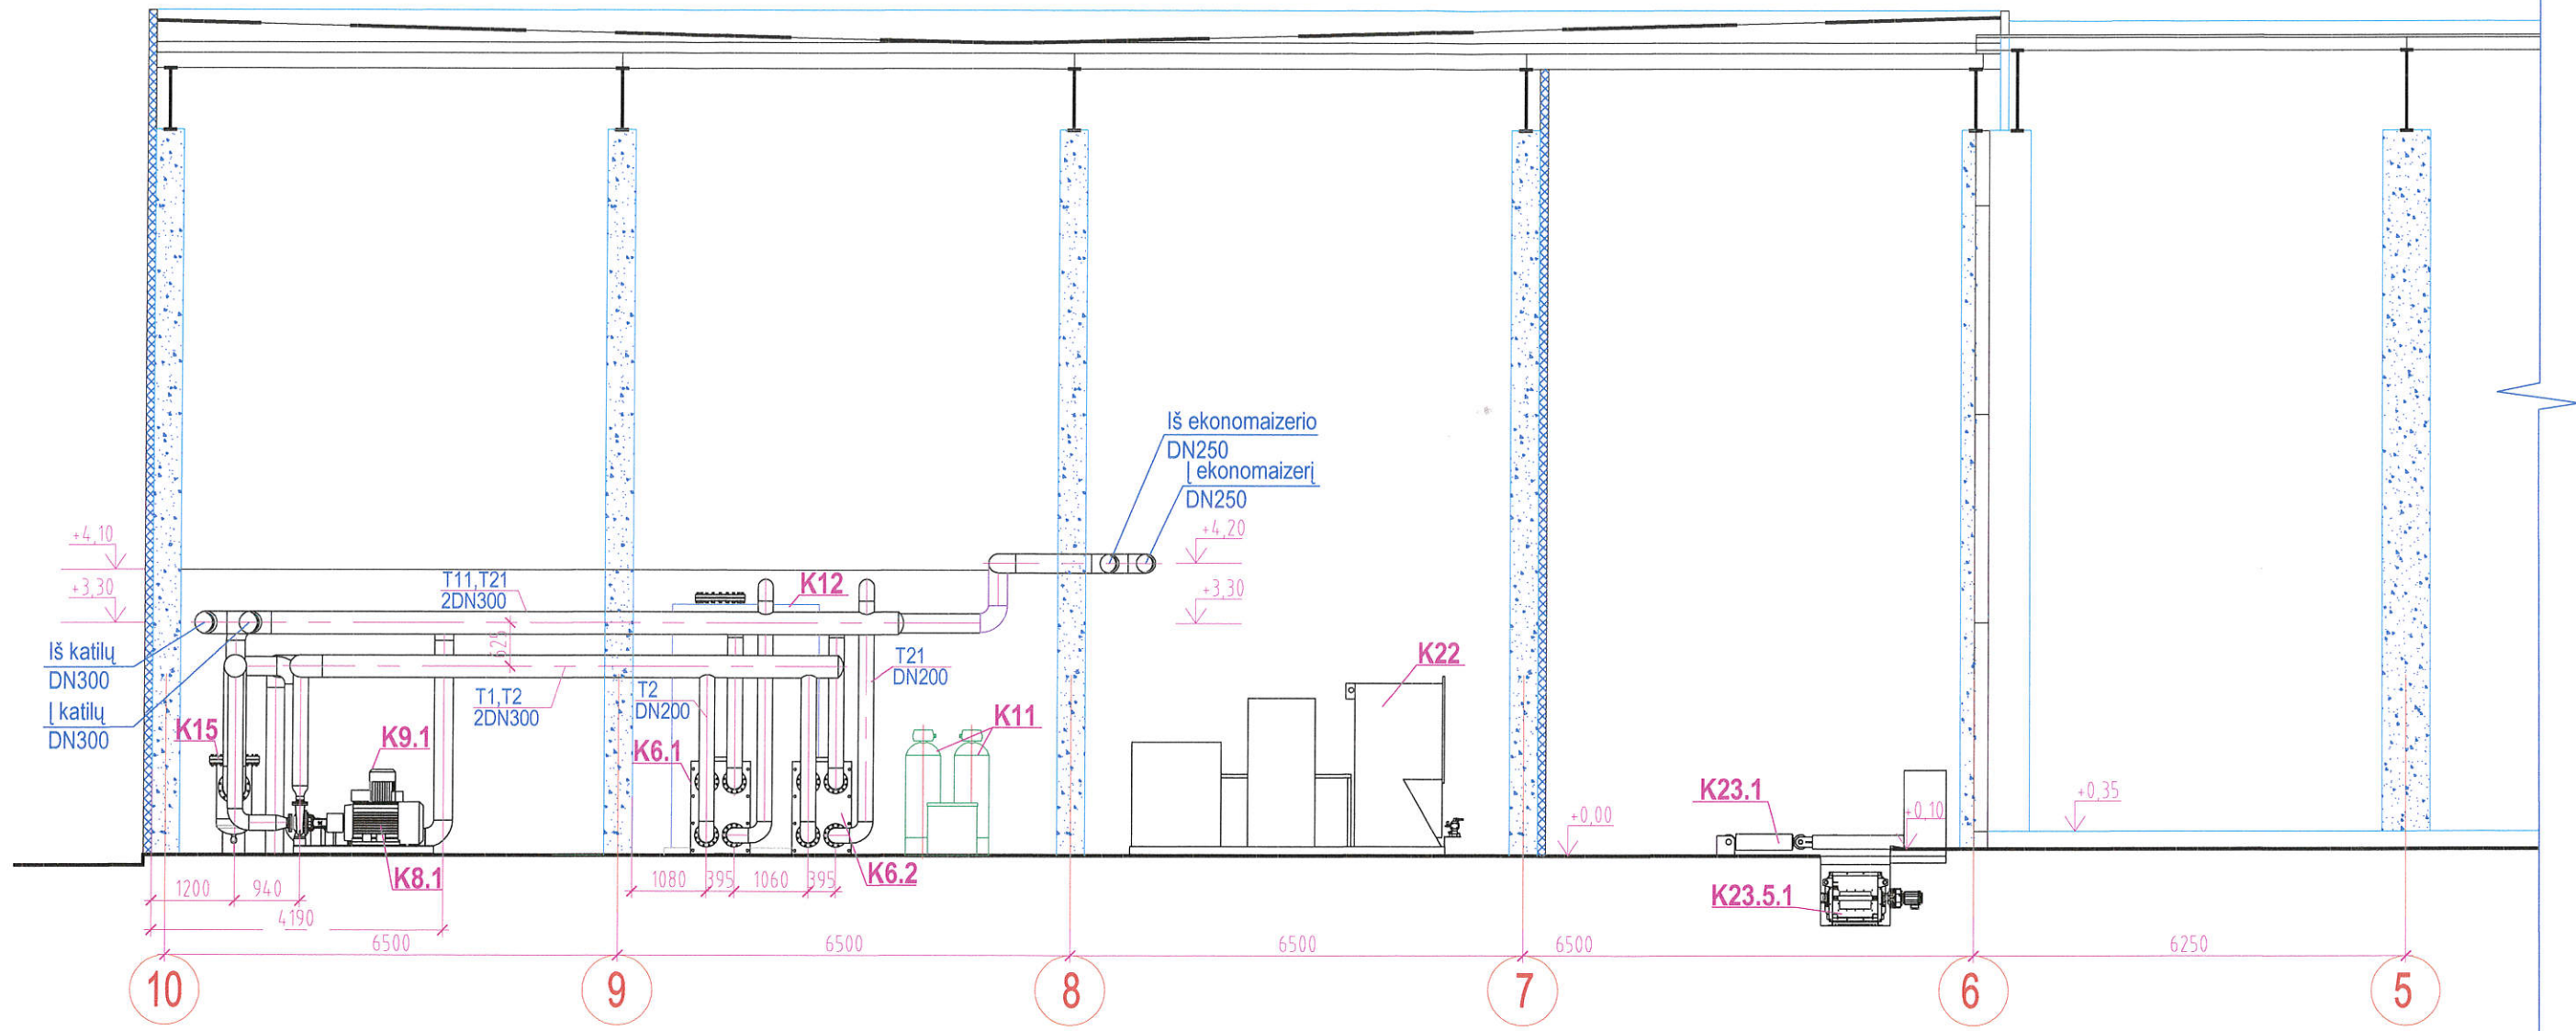 Iš ekonomaizerio
DN250
Į ekonomaizerį
DN250
+4,10
+4,20
+3,30
+3,30
T11,T21
2DN300
K12
625
Iš katilų
DN300
Į katilų
DN300
T1,T2
2DN300
T2
DN200
T21
DN200
K22
K15
K9.1
K6.1
K11
K23.1
+0,00
+0,10
+0,35
K8.1
K6.2
K23.5.1
1200
940
4190
1080
395
1060
395
6500
6500
6500
6500
6250
10
9
8
7
6
5